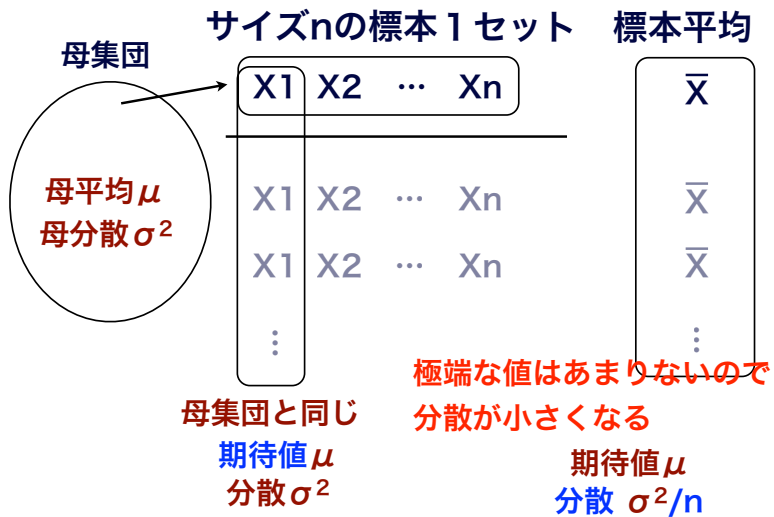 サイズnの標本１セット
標本平均
母集団
X1 X2 … Xn
X̅
母平均μ
母分散σ²
X1 X2 … Xn
X̅
X1 X2 … Xn
X̅
⋮
⋮
極端な値はあまりないので
分散が小さくなる
母集団と同じ
期待値μ
分散σ²
期待値μ
分散 σ²/n